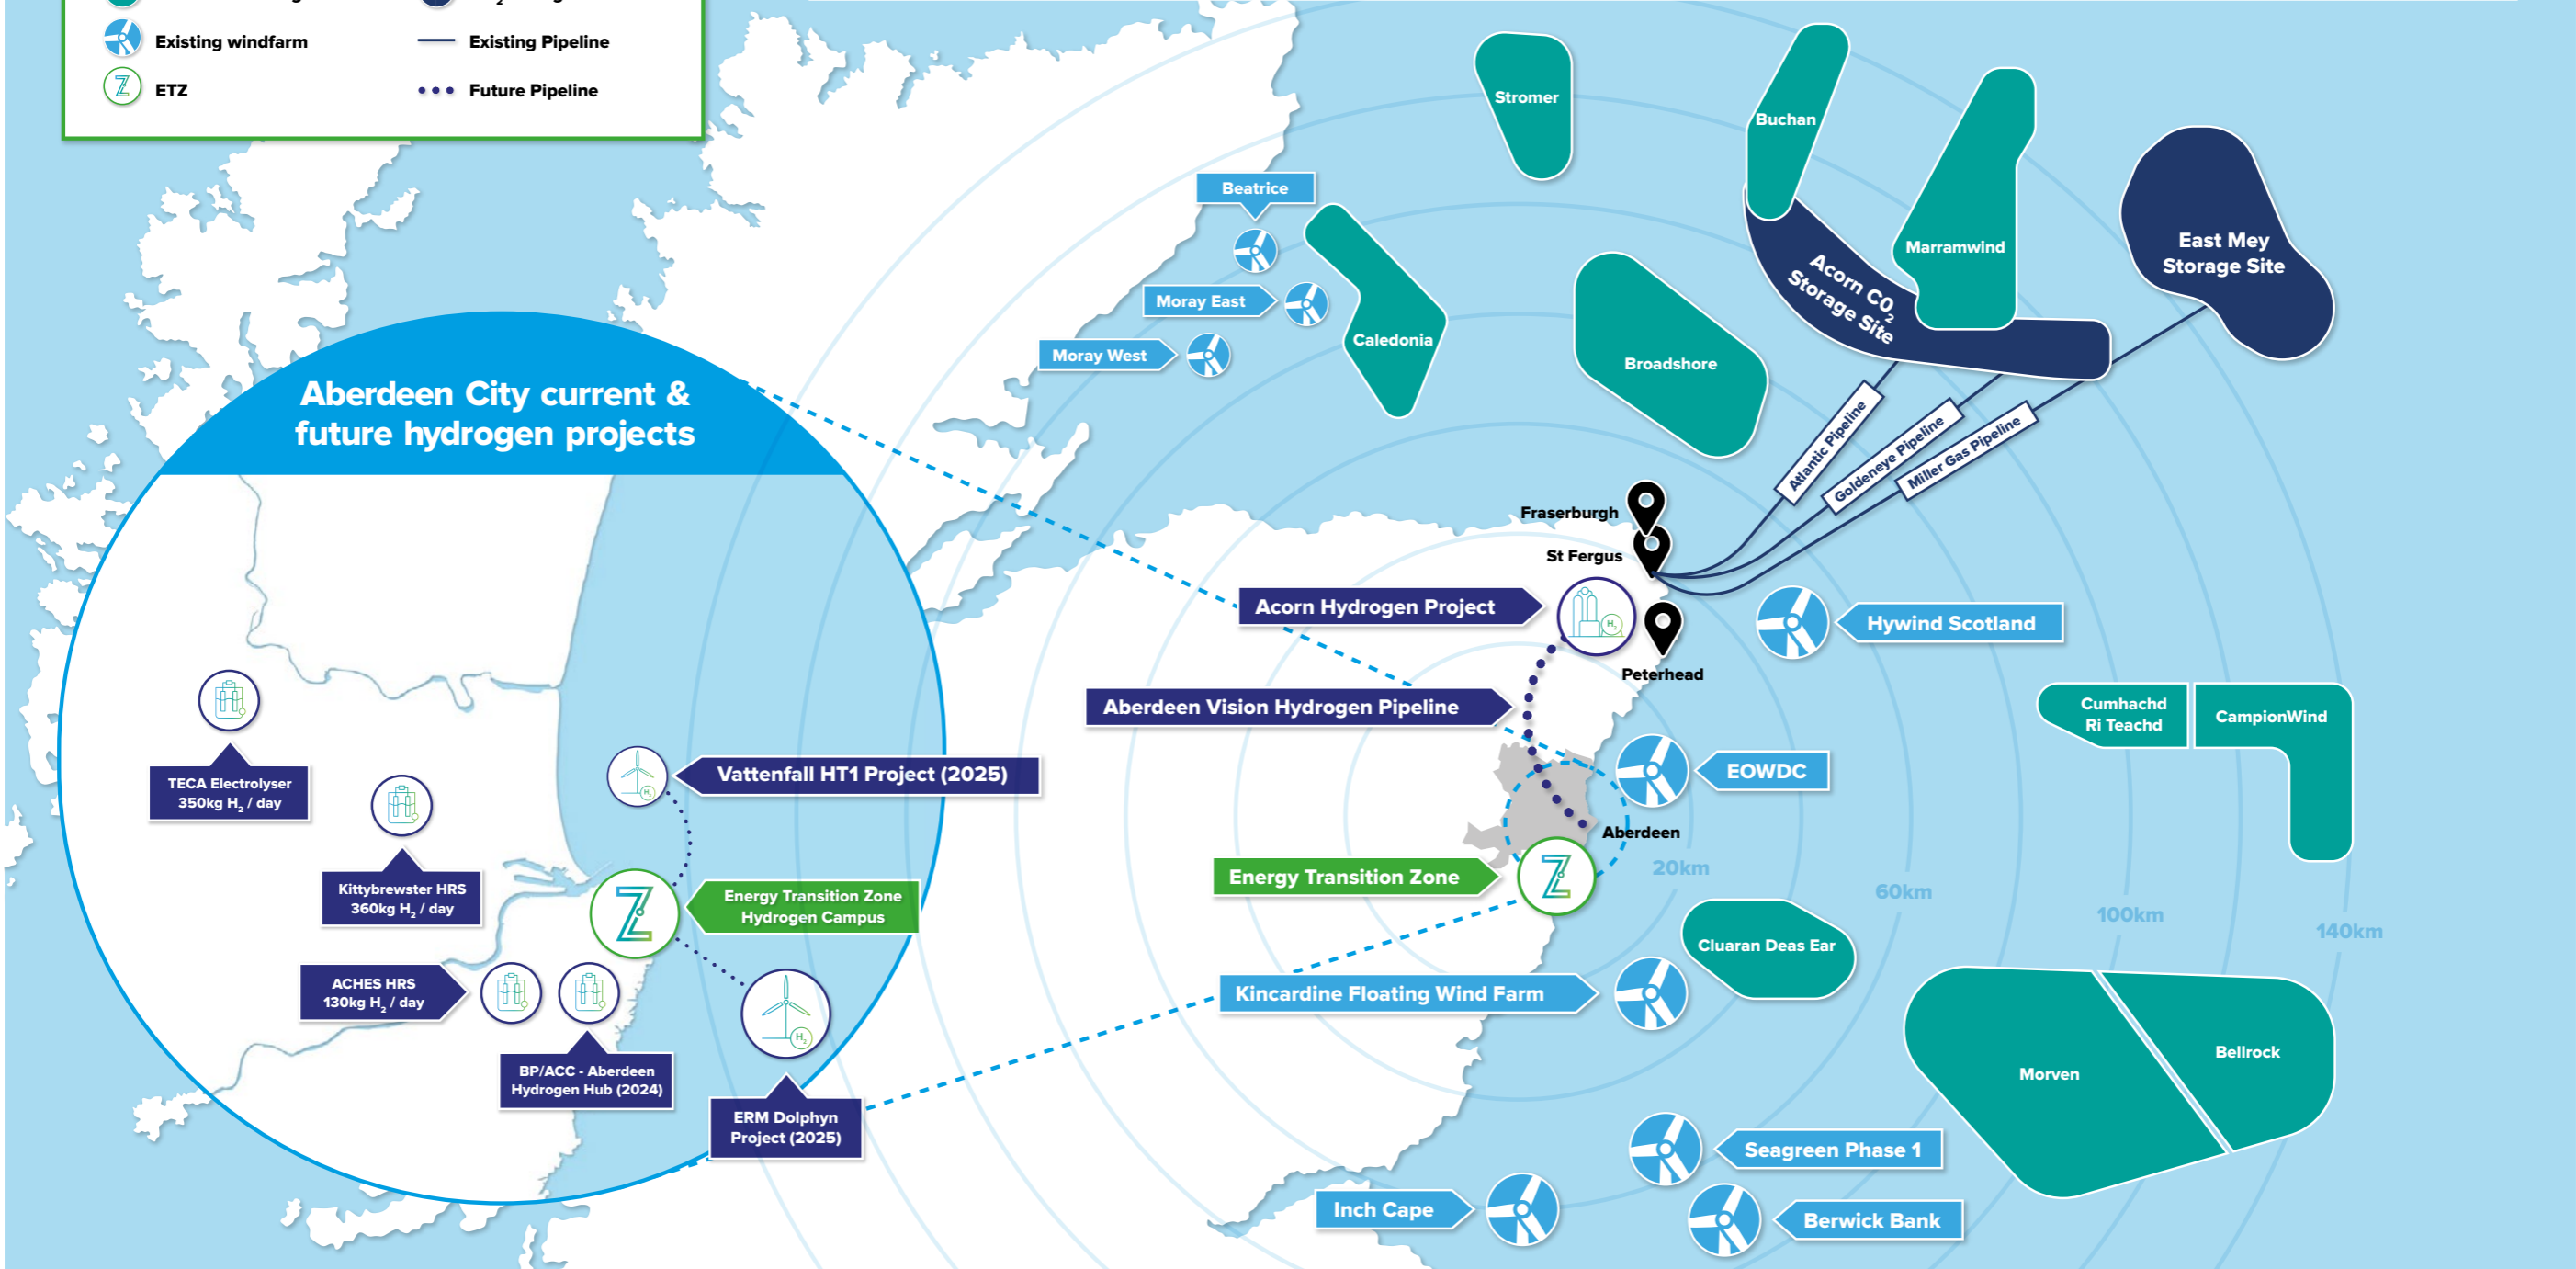 Existing windfarm
Existing Pipeline
ETZ
Future Pipeline
Stromer
Buchan
Marramwind
East Mey
Storage Site
Acorn C0₂
Storage Site
Beatrice
Moray East
Moray West
Caledonia
Broadshore
Atlantic Pipeline
Goldeneye Pipeline
Miller Gas Pipeline
Aberdeen City current &
future hydrogen projects
Fraserburgh
St Fergus
Acorn Hydrogen Project
H₂
Peterhead
Hywind Scotland
Aberdeen Vision Hydrogen Pipeline
Cumhachd
Ri Teachd
CampionWind
EOWDC
Aberdeen
Energy Transition Zone
20km
60km
100km
140km
TECA Electrolyser
350kg H₂ / day
Kittybrewster HRS
360kg H₂ / day
Vattenfall HT1 Project (2025)
Energy Transition Zone
Hydrogen Campus
ACHES HRS
130kg H₂ / day
BP/ACC - Aberdeen
Hydrogen Hub (2024)
H₂
ERM Dolphyn
Project (2025)
Kincardine Floating Wind Farm
Cluaran Deas Ear
Morven
Bellrock
Seagreen Phase 1
Inch Cape
Berwick Bank